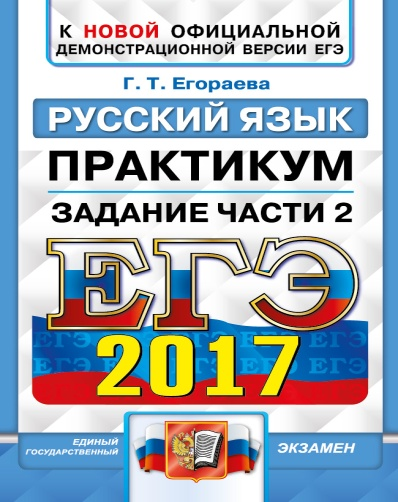 К НОВОЙ ОФИЦИАЛЬНОЙ
ДЕМОНСТРАЦИОННОЙ ВЕРСИИ ЕГЭ
Г. Т. Егораева
РУССКИЙ ЯЗЫК
ПРАКТИКУМ
ЗАДАНИЕ ЧАСТИ 2
ЕГЭ
2017
ЕДИНЫЙ
ГОСУДАРСТВЕННЫЙ
ЭКЗАМЕН